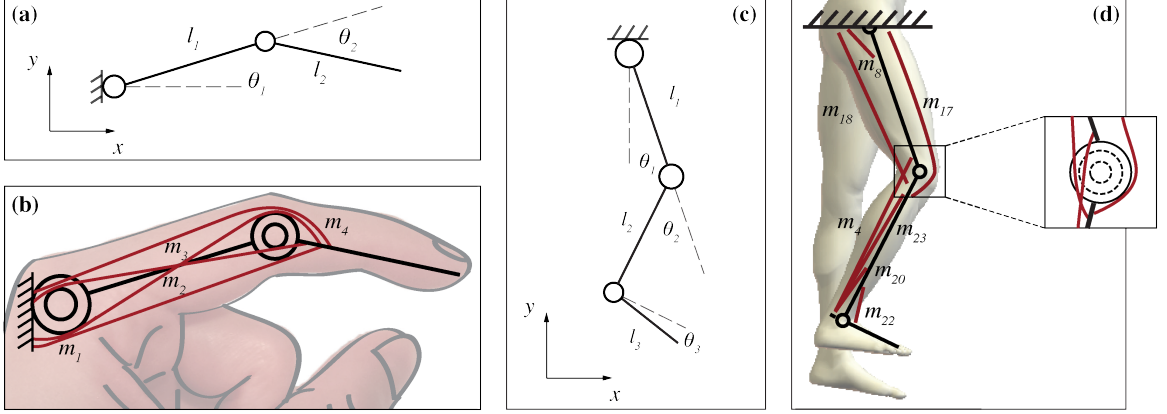 (a)
l1
θ2
y
θ1
l2
x
(b)
m4
m3
m2
m1
(c)
l1
θ1
l2
θ2
y
l3
θ3
x
(d)
m8
m17
m18
m4
m23
m20
m22